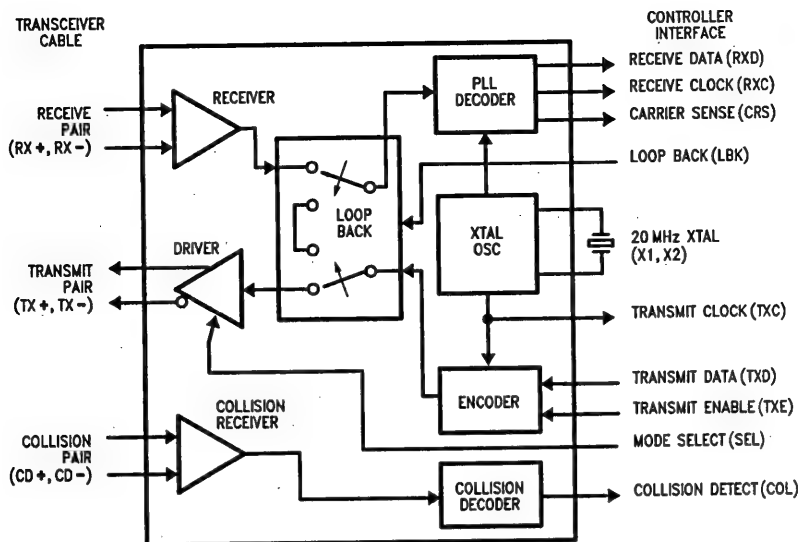 TRANSCEIVER
CABLE
CONTROLLER
INTERFACE
RECEIVE
PAIR
(RX+, RX-)
RECEIVER
PLL
DECODER
RECEIVE DATA (RXD)
RECEIVE CLOCK (RXC)
CARRIER SENSE (CRS)
LOOP BACK (LBK)
LOOP
BACK
XTAL
OSC
20 MHz XTAL
(X1, X2)
TRANSMIT
PAIR
(TX+, TX-)
DRIVER
TRANSMIT CLOCK (TXC)
ENCODER
TRANSMIT DATA (TXD)
TRANSMIT ENABLE (TXE)
MODE SELECT (SEL)
COLLISION
PAIR
(CD+, CD-)
COLLISION
RECEIVER
COLLISION
DECODER
COLLISION DETECT (COL)